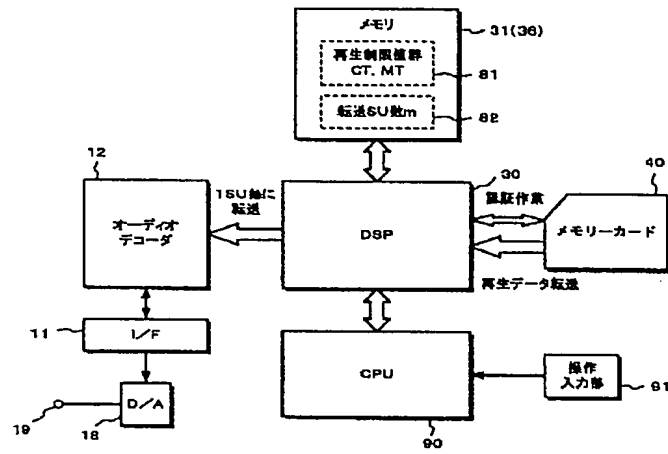 メモリ
31(36)
再生制限値群
CT, MT
81
転送SU数m
82
12
オーディオ
デコーダ
1SU毎に
転送
30
DSP
認証作業
40
メモリーカード
再生データ転送
11
I/F
CPU
操作
入力部
91
19
D/A
18
90